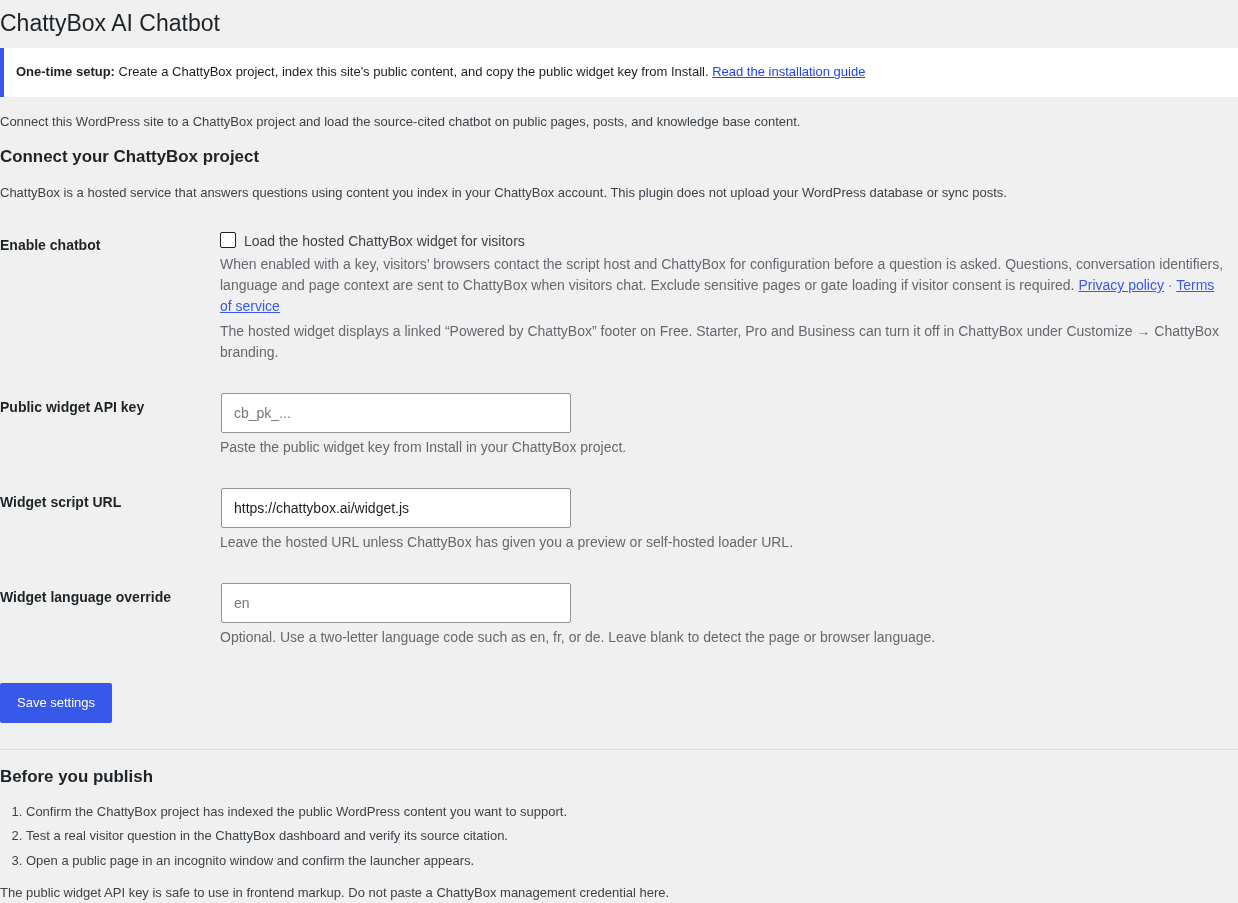 ChattyBox AI Chatbot
One-time setup: Create a ChattyBox project, index this site's public content, and copy the public widget key from Install. Read the installation guide
Connect this WordPress site to a ChattyBox project and load the source-cited chatbot on public pages, posts, and knowledge base content.
Connect your ChattyBox project
ChattyBox is a hosted service that answers questions using content you index in your ChattyBox account. This plugin does not upload your WordPress database or sync posts.
Enable chatbot
Load the hosted ChattyBox widget for visitors
When enabled with a key, visitors’ browsers contact the script host and ChattyBox for configuration before a question is asked. Questions, conversation identifiers,
language and page context are sent to ChattyBox when visitors chat. Exclude sensitive pages or gate loading if visitor consent is required. Privacy policy · Terms
of service
The hosted widget displays a linked “Powered by ChattyBox” footer on Free. Starter, Pro and Business can turn it off in ChattyBox under Customize → ChattyBox
branding.
Public widget API key
cb_pk_...
Paste the public widget key from Install in your ChattyBox project.
Widget script URL
https://chattybox.ai/widget.js
Leave the hosted URL unless ChattyBox has given you a preview or self-hosted loader URL.
Widget language override
en
Optional. Use a two-letter language code such as en, fr, or de. Leave blank to detect the page or browser language.
Save settings
Before you publish
1. Confirm the ChattyBox project has indexed the public WordPress content you want to support.
2. Test a real visitor question in the ChattyBox dashboard and verify its source citation.
3. Open a public page in an incognito window and confirm the launcher appears.
The public widget API key is safe to use in frontend markup. Do not paste a ChattyBox management credential here.